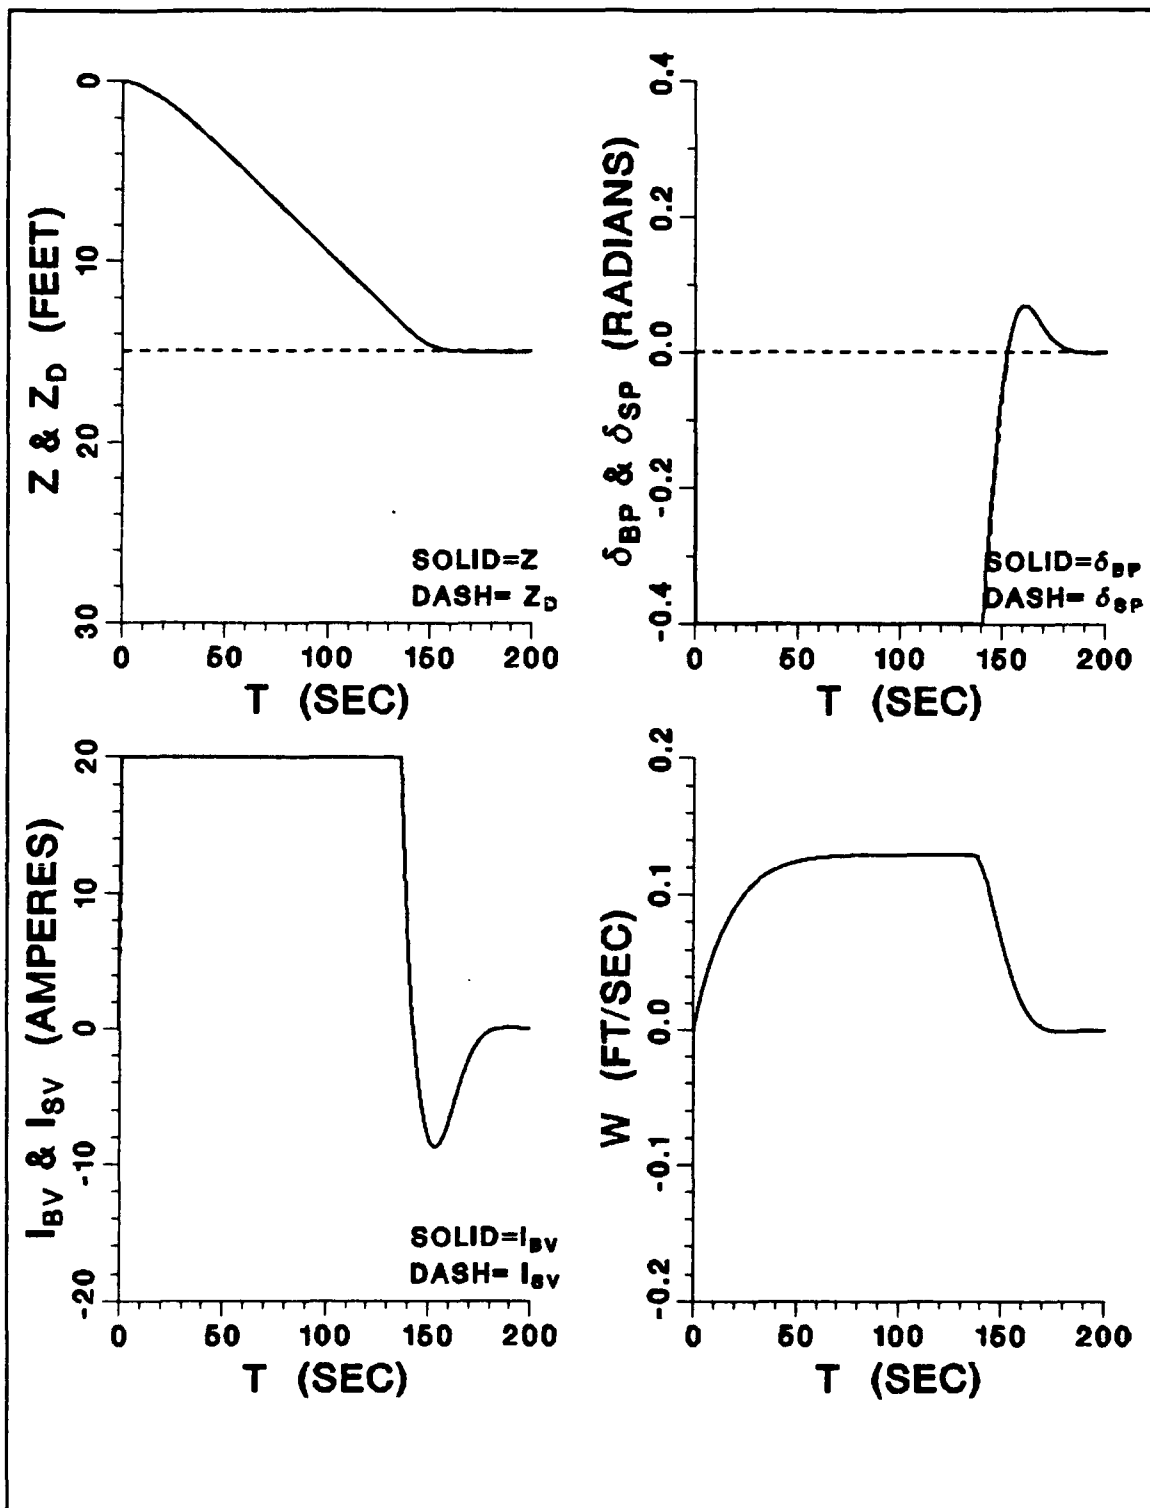 Z & Z_D (FEET)
0
10
20
30
SOLID=Z
DASH= Z_D
0 50 100 150 200
T (SEC)
δ_BP & δ_SP (RADIANS)
0.4
0.2
0.0
-0.2
-0.4
SOLID=δ_BP
DASH= δ_SP
0 50 100 150 200
T (SEC)
I_BV & I_SV (AMPERES)
20
10
0
-10
-20
SOLID=I_BV
DASH= I_SV
0 50 100 150 200
T (SEC)
W (FT/SEC)
0.2
0.1
0.0
-0.1
-0.2
0 50 100 150 200
T (SEC)